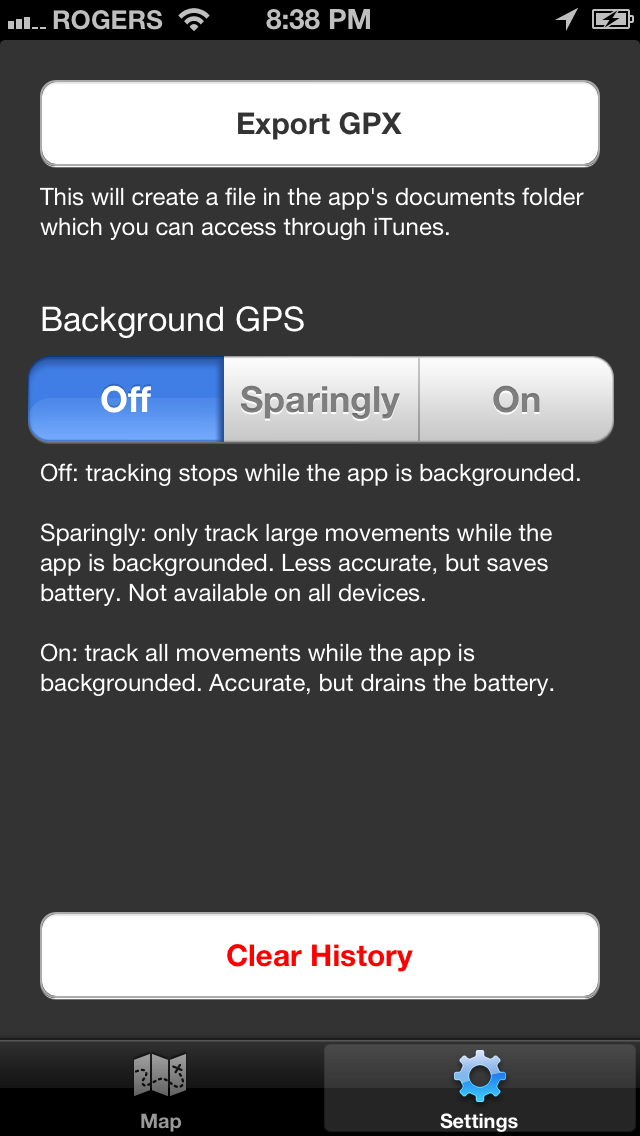 ROGERS 8:38 PM
Export GPX
This will create a file in the app's documents folder
which you can access through iTunes.
Background GPS
Off Sparingly On
Off: tracking stops while the app is backgrounded.
Sparingly: only track large movements while the
app is backgrounded. Less accurate, but saves
battery. Not available on all devices.
On: track all movements while the app is
backgrounded. Accurate, but drains the battery.
Clear History
Map Settings